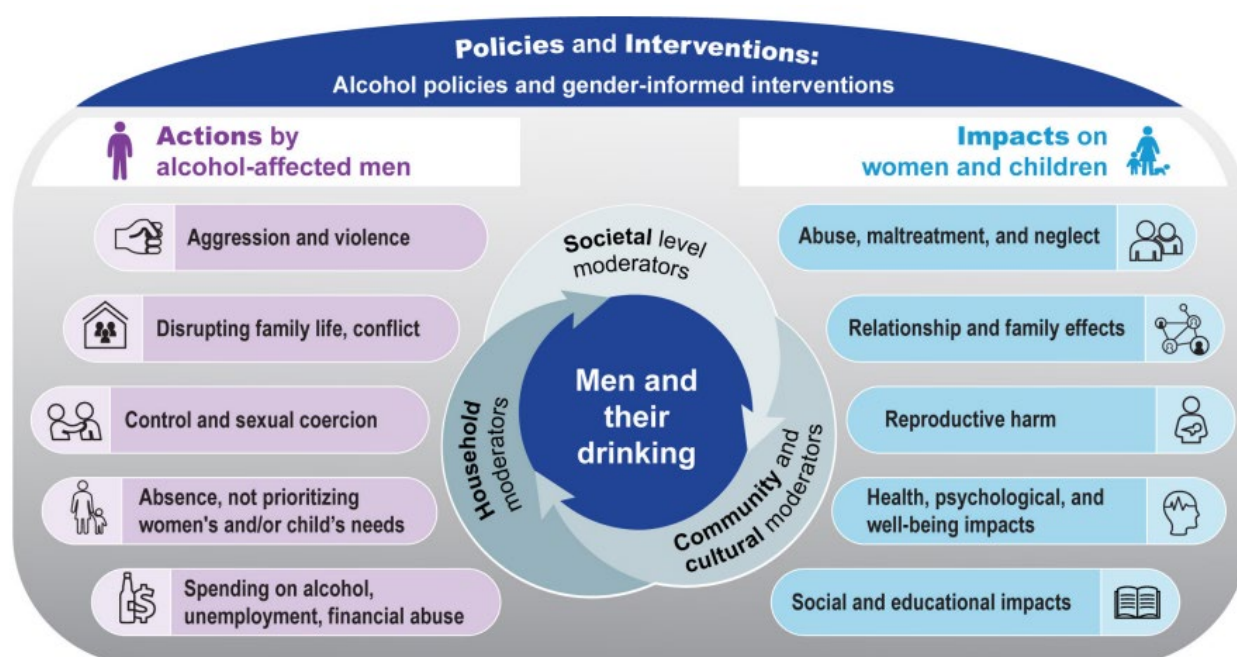 Policies and Interventions:
Alcohol policies and gender-informed interventions
Actions by
alcohol-affected men
Impacts on
women and children
Aggression and violence
Disrupting family life, conflict
Control and sexual coercion
Absence, not prioritizing
women's and/or child’s needs
Spending on alcohol,
unemployment, financial abuse
Societal level
moderators
Household
moderators
Men and
their
drinking
Community and
cultural moderators
Abuse, maltreatment, and neglect
Relationship and family effects
Reproductive harm
Health, psychological, and
well-being impacts
Social and educational impacts